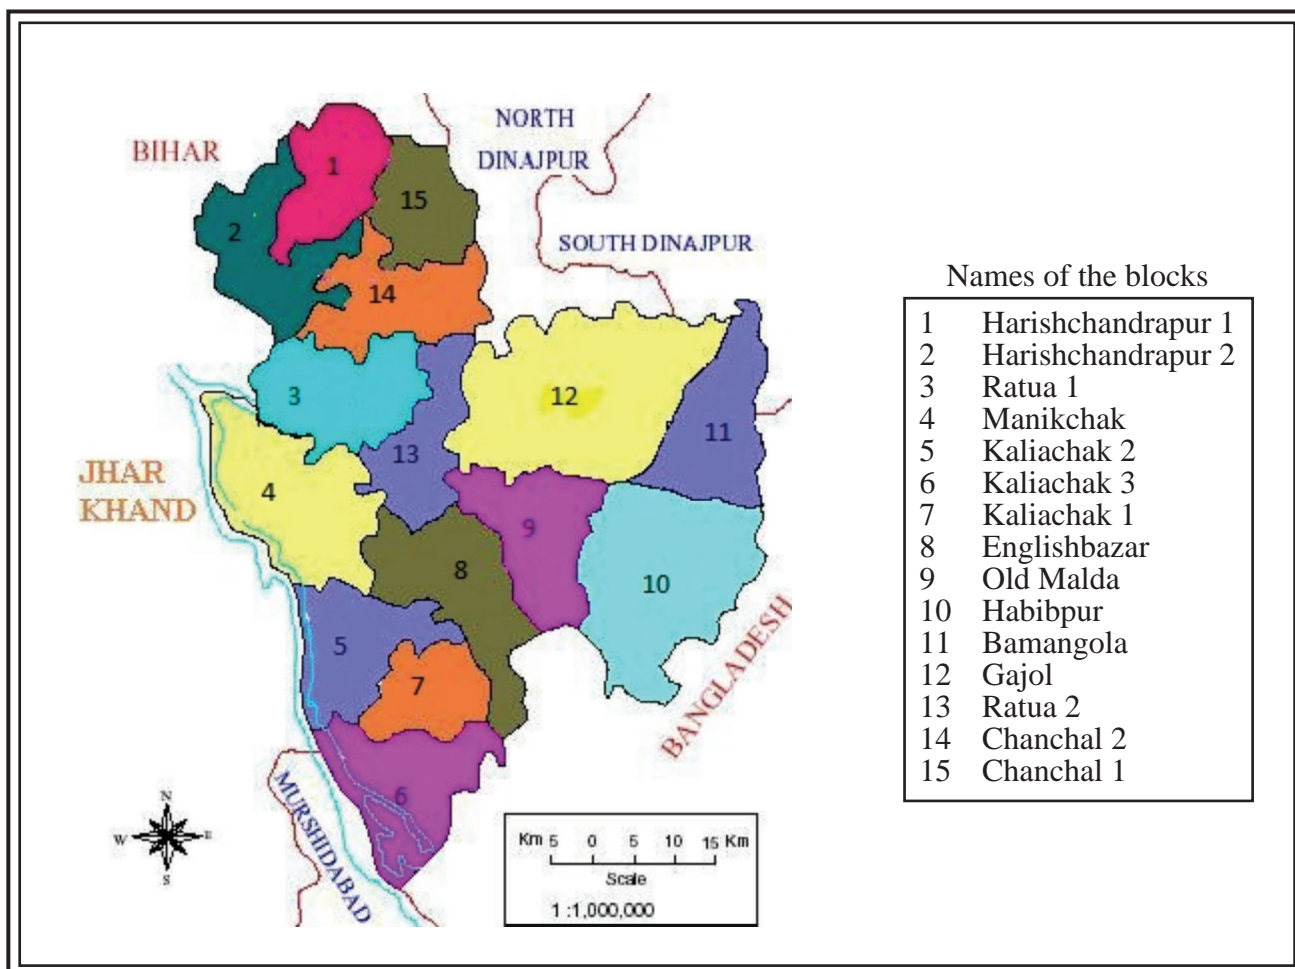 NORTH
DINAJPUR
BIHAR
1
15
2
SOUTH DINAJPUR
14
3
12
11
13
JHAR
KHAND
4
9
8
10
5
7
BANGLADESH
6
MURSHIDABAD
N
W E
S
Km 5 0 5 10 15 Km
Scale
1 :1,000,000
Names of the blocks
1 Harishchandrapur 1
2 Harishchandrapur 2
3 Ratua 1
4 Manikchak
5 Kaliachak 2
6 Kaliachak 3
7 Kaliachak 1
8 Englishbazar
9 Old Malda
10 Habibpur
11 Bamangola
12 Gajol
13 Ratua 2
14 Chanchal 2
15 Chanchal 1